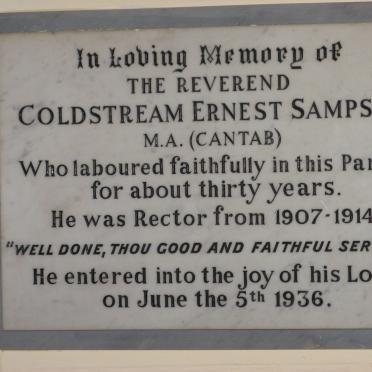 In Loving Memory of
THE REVEREND
COLDSTREAM ERNEST SAMPS
M.A. (CANTAB)
Who laboured faithfully in this Par
for about thirty years.
He was Rector from 1907-1914
"WELL DONE, THOU GOOD AND FAITHFUL SER
He entered into the joy of his Lo
on June the 5th 1936.